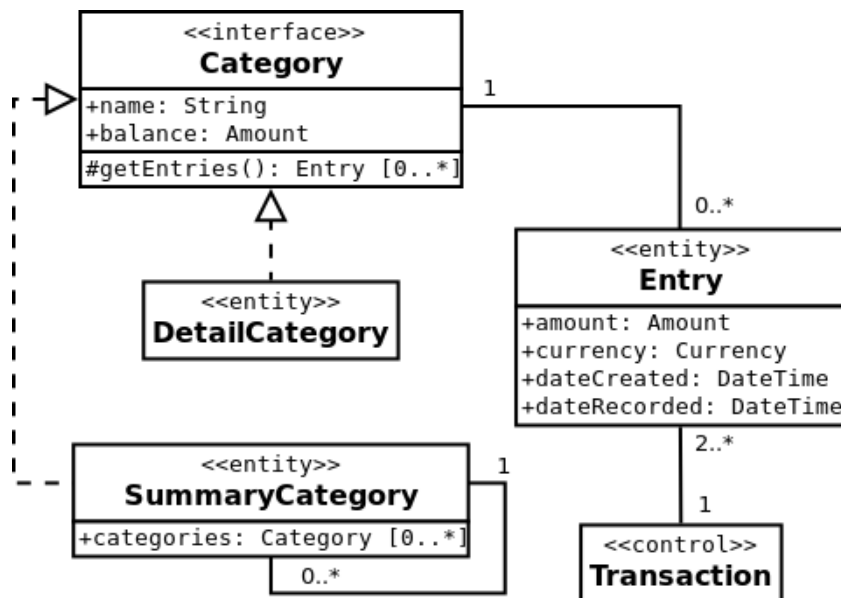 <<interface>>
Category
+name: String
+balance: Amount
#getEntries(): Entry [0..*]
1
0..*
<<entity>>
DetailCategory
<<entity>>
Entry
+amount: Amount
+currency: Currency
+dateCreated: DateTime
+dateRecorded: DateTime
2..*
1
<<entity>>
SummaryCategory
+categories: Category [0..*]
1
0..*
<<control>>
Transaction